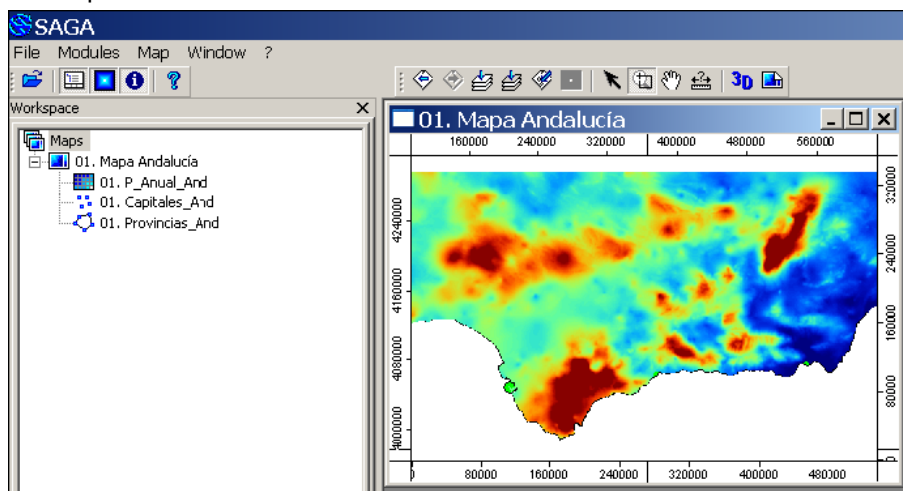 SAGA
File Modules Map Window ?
3D
Workspace X
Maps
01. Mapa Andalucía
01. P_Anual_And
01. Capitales_And
01. Provincias_And
01. Mapa Andalucía
160000 240000 320000 400000 480000 560000
320000
4240000
240000
4160000
160000
4080000
80000
4000000
0
0 80000 160000 240000 320000 400000 480000